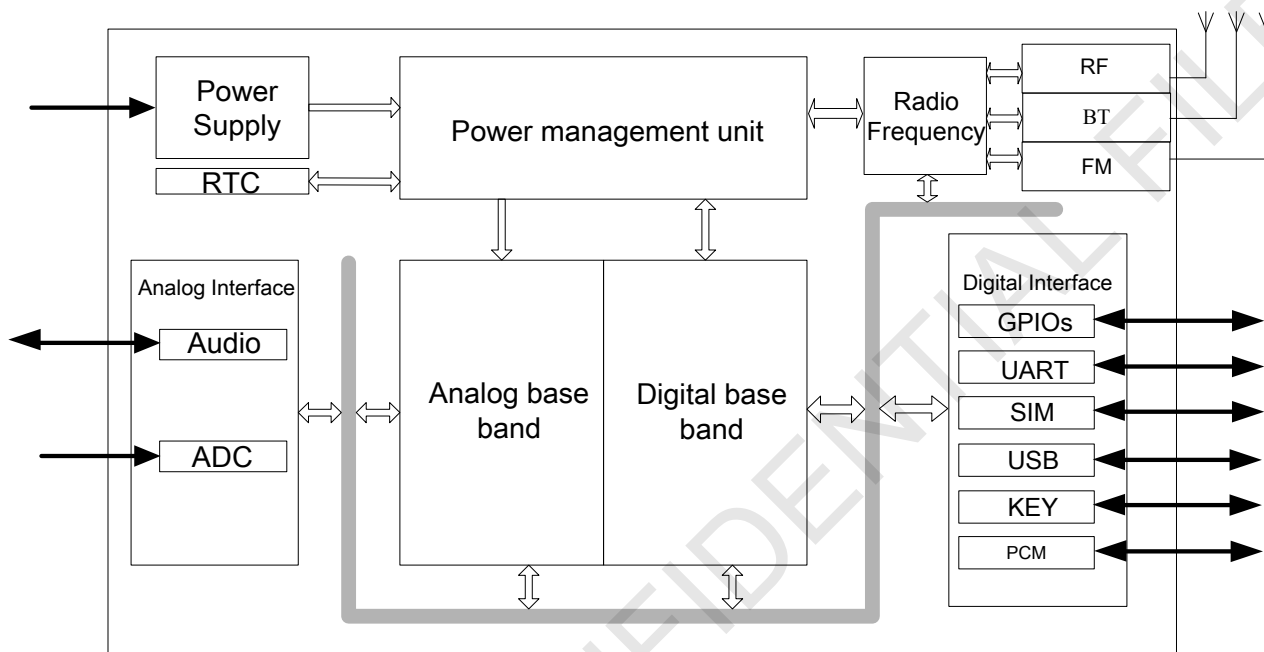 Power
Supply
RTC
Power management unit
Radio
Frequency
RF
BT
FM
Analog Interface
Audio
ADC
Analog base
band
Digital base
band
Digital Interface
GPIOs
UART
SIM
USB
KEY
PCM